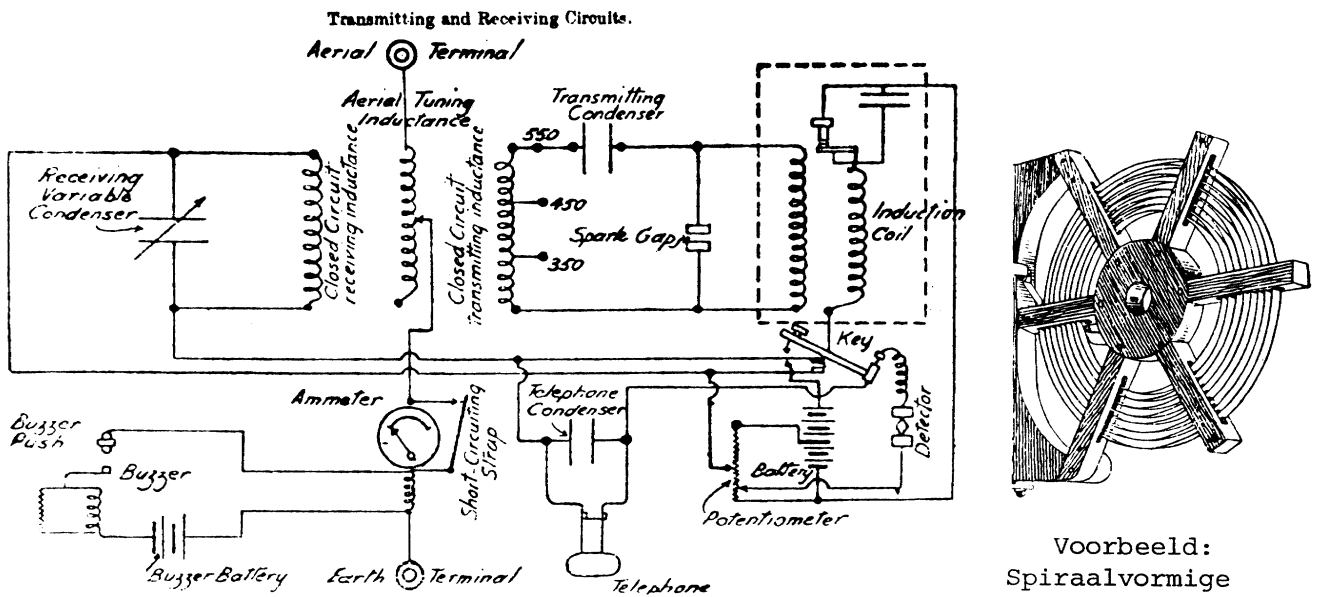 Transmitting and Receiving Circuits.
Aerial Terminal
Aerial Tuning
Inductance
Transmitting
Condenser
550
450
350
Receiving
Variable
Condenser
Closed Circuit
receiving inductance
Closed Circuit
transmitting inductance
Spark Gap
Induction
Coil
Key
Ammeter
Short-Circuiting
Strap
Telephone
Condenser
Detector
Buzzer
Push
Buzzer
Battery
Potentiometer
Buzzer Battery
Earth Terminal
Telephone
Voorbeeld:
Spiraalvormige